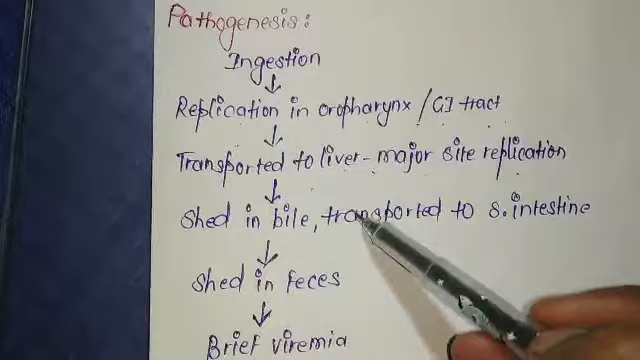 Pathogenesis:
Ingestion
Replication in oropharynx / GI tract
Transported to liver - major site replication
Shed in bile, transported to s. intestine
Shed in feces
Brief viremia